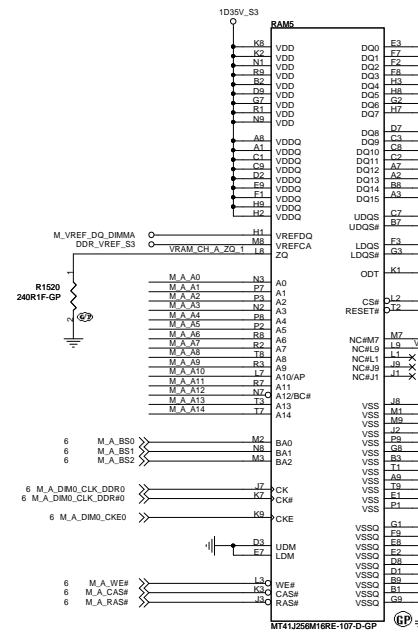 1D35V_S3
RAM5
K8 VDD DQ0 E3
K2 VDD DQ1 F7
N1 VDD DQ2 F2
R9 VDD DQ3 F8
B2 VDD DQ4 H3
D9 VDD DQ5 H8
G7 VDD DQ6 G2
R1 VDD DQ7 H7
N9 VDD
DQ8 D7
A8 VDDQ DQ9 C3
A1 VDDQ DQ10 C8
C1 VDDQ DQ11 C2
C9 VDDQ DQ12 A7
D2 VDDQ DQ13 A2
E9 VDDQ DQ14 B8
F1 VDDQ DQ15 A3
H9 VDDQ
H2 VDDQ
UDQS C7
UDQS# B7
M_VREF_DQ_DIMMA H1 VREFDQ
DDR_VREF_S3 M8 VREFCA LDQS F3
VRAM_CH_A_ZQ_1 L8 ZQ LDQS# G3
ODT K1
1
R1520
240R1F-GP
2
M_A_A0 N3 A0
M_A_A1 P7 A1
M_A_A2 P3 A2 CS# L2
M_A_A3 N2 A3 RESET# T2
M_A_A4 P8 A4
M_A_A5 P2 A5
M_A_A6 R8 A6 NC#M7 M7
M_A_A7 R2 A7 NC#L9 L9
M_A_A8 T8 A8 NC#L1 L1
M_A_A9 R3 A9 NC#J9 J9
M_A_A10 L7 A10/AP NC#J1 J1
M_A_A11 R7 A11
M_A_A12 N7 A12/BC#
M_A_A13 T3 A13 VSS J8
M_A_A14 T7 A14 VSS M1
VSS M9
VSS J2
6 M_A_BS0 M2 BA0 VSS P9
6 M_A_BS1 N8 BA1 VSS G8
6 M_A_BS2 M3 BA2 VSS B3
VSS T1
VSS A9
6 M_A_DIM0_CLK_DDR0 J7 CK VSS T9
6 M_A_DIM0_CLK_DDR#0 K7 CK# VSS E1
VSS P1
6 M_A_DIM0_CKE0 K9 CKE
VSSQ G1
VSSQ F9
D3 UDM VSSQ E8
E7 LDM VSSQ E2
VSSQ D8
VSSQ D1
6 M_A_WE# L3 WE# VSSQ B9
6 M_A_CAS# K3 CAS# VSSQ B1
6 M_A_RAS# J3 RAS# VSSQ G9
MT41J256M16RE-107-D-GP
GP